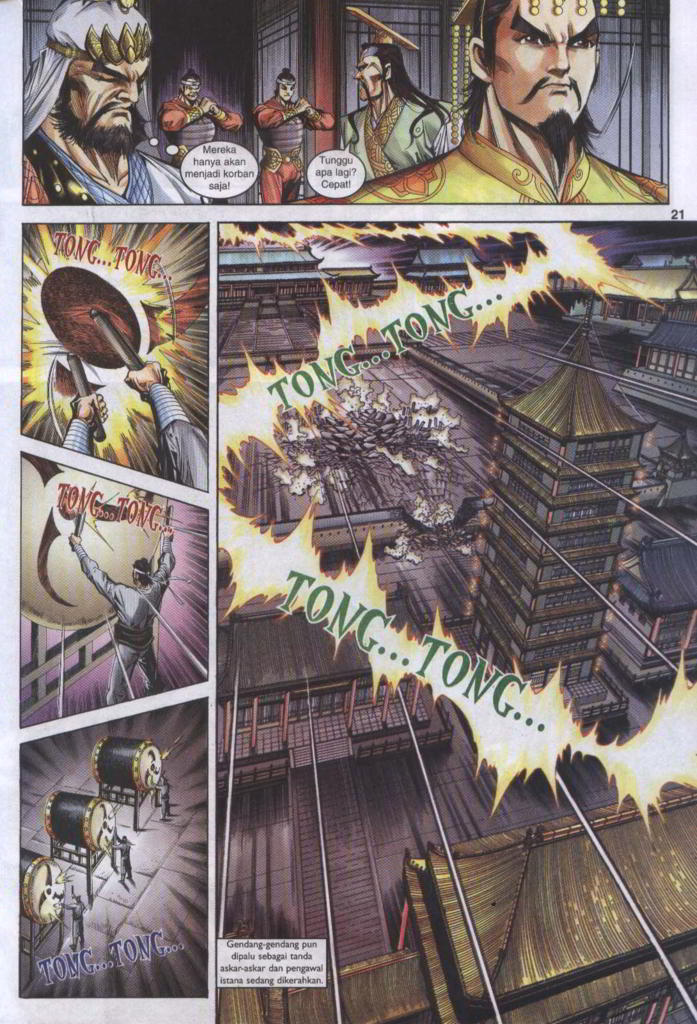 Mereka
hanya akan
menjadi korban
saja!
Tunggu
apa lagi?
Cepat!
21
TONG...TONG...
TONG...TONG...
TONG...TONG...
TONG...TONG...
TONG...TONG...
Gendang-gendang pun
dipalu sebagai tanda
askar-askar dan pengawal
istana sedang dikerahkan.